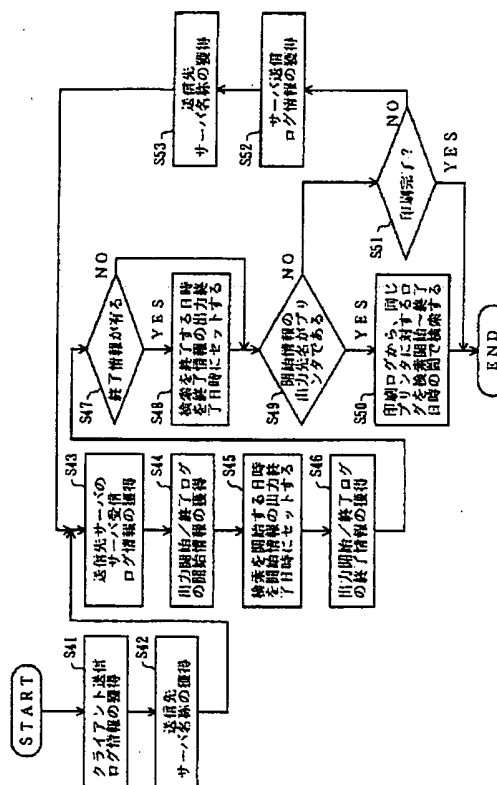 START
S41
クライアント送信
ログ情報の獲得
S42
送信先
サーバ名称の獲得
S43
送信先サーバの
サーバ受信
ログ情報の獲得
S44
出力開始/終了ログ
の開始情報の獲得
S45
検索を開始する日時
を開始情報の出力終
了日時にセットする
S46
出力開始/終了ログ
の終了情報の獲得
S47
終了情報が有る
NO
YES
S48
検索を終了する日時
を終了情報の出力終
了日時にセットする
S49
開始情報の
出力先名がプリ
ンタである
NO
YES
S50
印刷ログから、同じ
プリンタに対するロ
グを検索開始~終了
日時の間で検索する
S51
印刷完了?
NO
YES
S52
サーバ送信
ログ情報の獲得
S53
送信先
サーバ名称の獲得
END